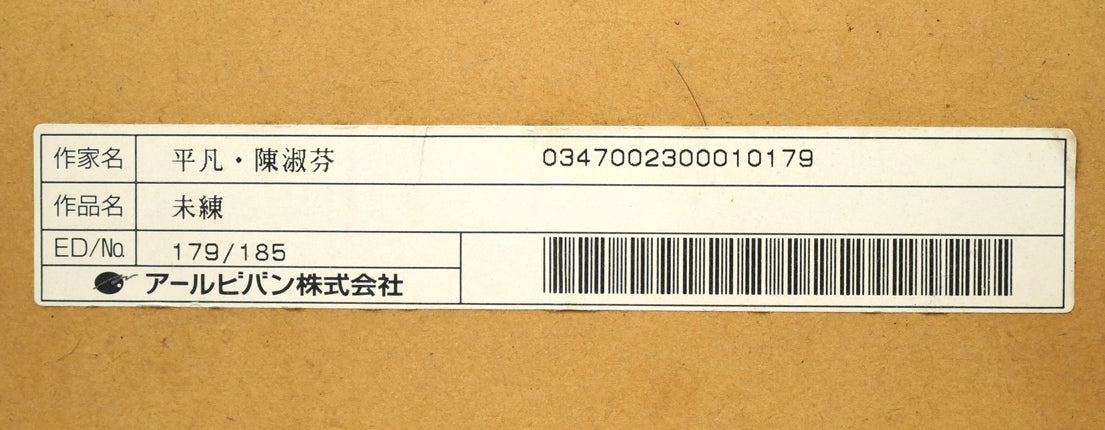 作家名 平凡・陳淑芬 0347002300010179
作品名 未練
ED/No. 179/185
アールビバン株式会社